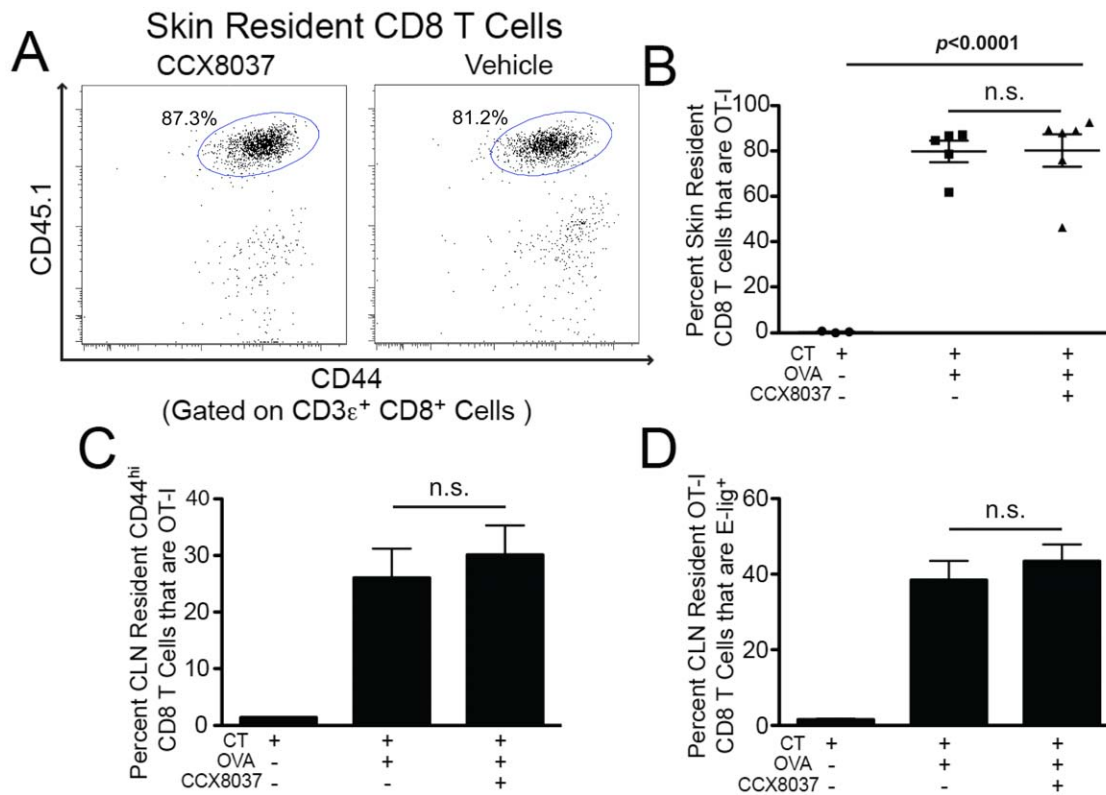 Skin Resident CD8 T Cells
A
CCX8037
Vehicle
87.3%
81.2%
CD45.1
CD44
(Gated on CD3ε+ CD8+ Cells )
B
p<0.0001
n.s.
Percent Skin Resident
CD8 T cells that are OT-I
100
80
60
40
20
0
CT + + +
OVA - + +
CCX8037 - - +
C
n.s.
Percent CLN Resident CD44hi
CD8 T Cells that are OT-I
40
30
20
10
0
CT + + +
OVA - + +
CCX8037 - - +
D
n.s.
Percent CLN Resident OT-I
CD8 T Cells that are E-lig+
60
40
20
0
CT + + +
OVA - + +
CCX8037 - - +